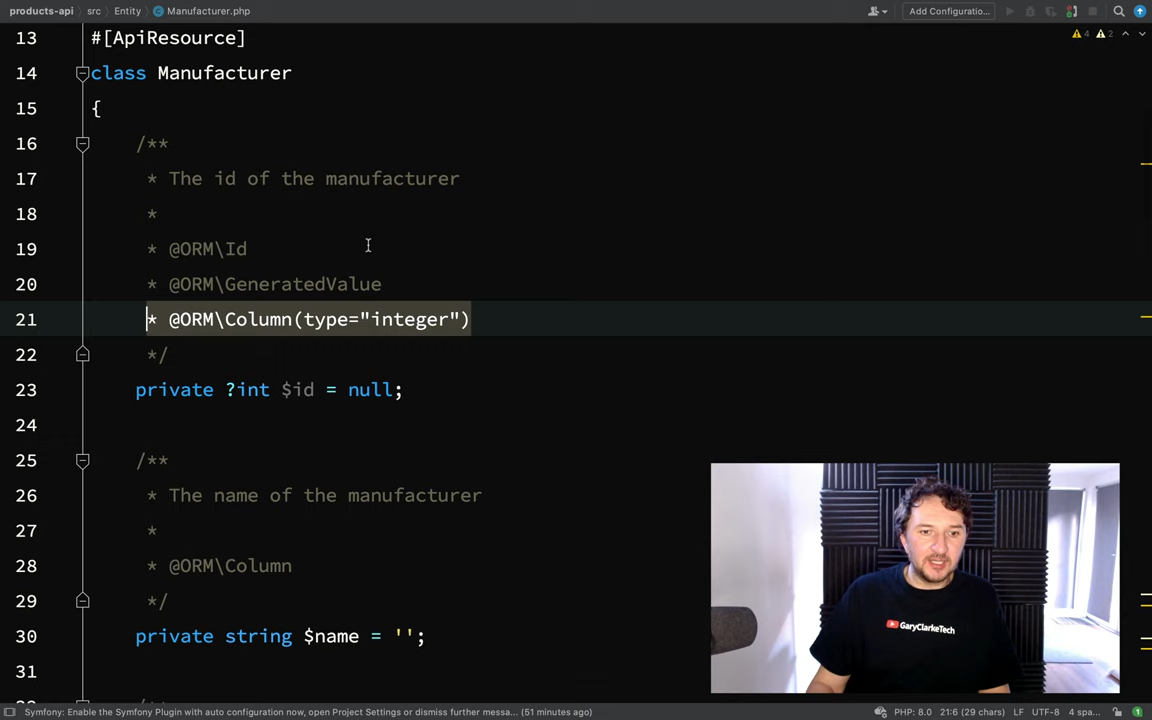 products-api src Entity Manufacturer.php Add Configuratio...
13 #[ApiResource] 4 2
14 class Manufacturer
15 {
16 /**
17 * The id of the manufacturer
18 *
19 * @ORM\Id
20 * @ORM\GeneratedValue
21 * @ORM\Column(type="integer")
22 */
23 private ?int $id = null;
24
25 /**
26 * The name of the manufacturer
27 *
28 * @ORM\Column
29 */
30 private string $name = '';
31
GaryClarkeTech
Symfony: Enable the Symfony Plugin with auto configuration now, open Project Settings or dismiss further messa... (51 minutes ago) PHP: 8.0 21:6 (29 chars) LF UTF-8 4 spa... 1